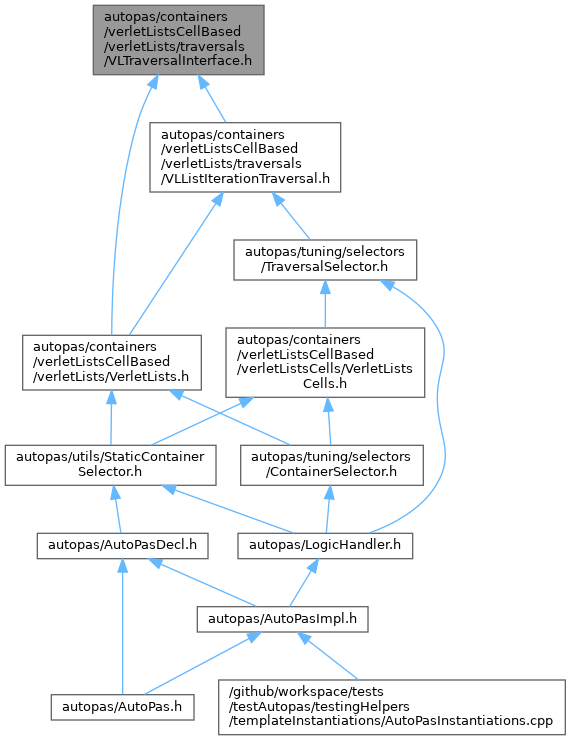 autopas/containers
/verletListsCellBased
/verletLists/traversals
/VLTraversalInterface.h
autopas/containers
/verletListsCellBased
/verletLists/traversals
/VLListIterationTraversal.h
autopas/tuning/selectors
/TraversalSelector.h
autopas/containers
/verletListsCellBased
/verletLists/VerletLists.h
autopas/containers
/verletListsCellBased
/verletListsCells/VerletLists
Cells.h
autopas/utils/StaticContainer
Selector.h
autopas/tuning/selectors
/ContainerSelector.h
autopas/AutoPasDecl.h
autopas/LogicHandler.h
autopas/AutoPasImpl.h
autopas/AutoPas.h
/github/workspace/tests
/testAutopas/testingHelpers
/templateInstantiations/AutoPasInstantiations.cpp